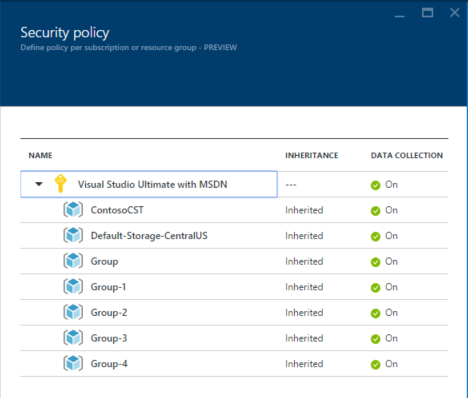 Security policy
Define policy per subscription or resource group - PREVIEW
NAME INHERITANCE DATA COLLECTION
Visual Studio Ultimate with MSDN --- On
ContosoCST Inherited On
Default-Storage-CentralUS Inherited On
Group Inherited On
Group-1 Inherited On
Group-2 Inherited On
Group-3 Inherited On
Group-4 Inherited On